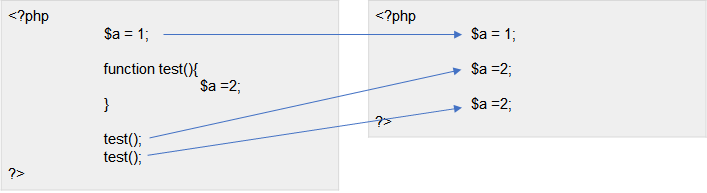 <?php
$a = 1;
function test(){
$a =2;
}
test();
test();
?>
<?php
$a = 1;
$a =2;
$a =2;
?>